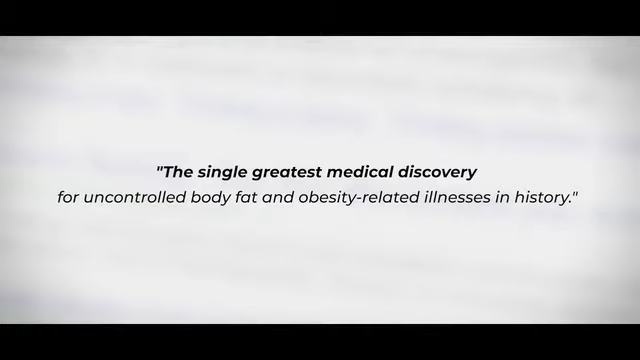 "The single greatest medical discovery
for uncontrolled body fat and obesity-related illnesses in history."